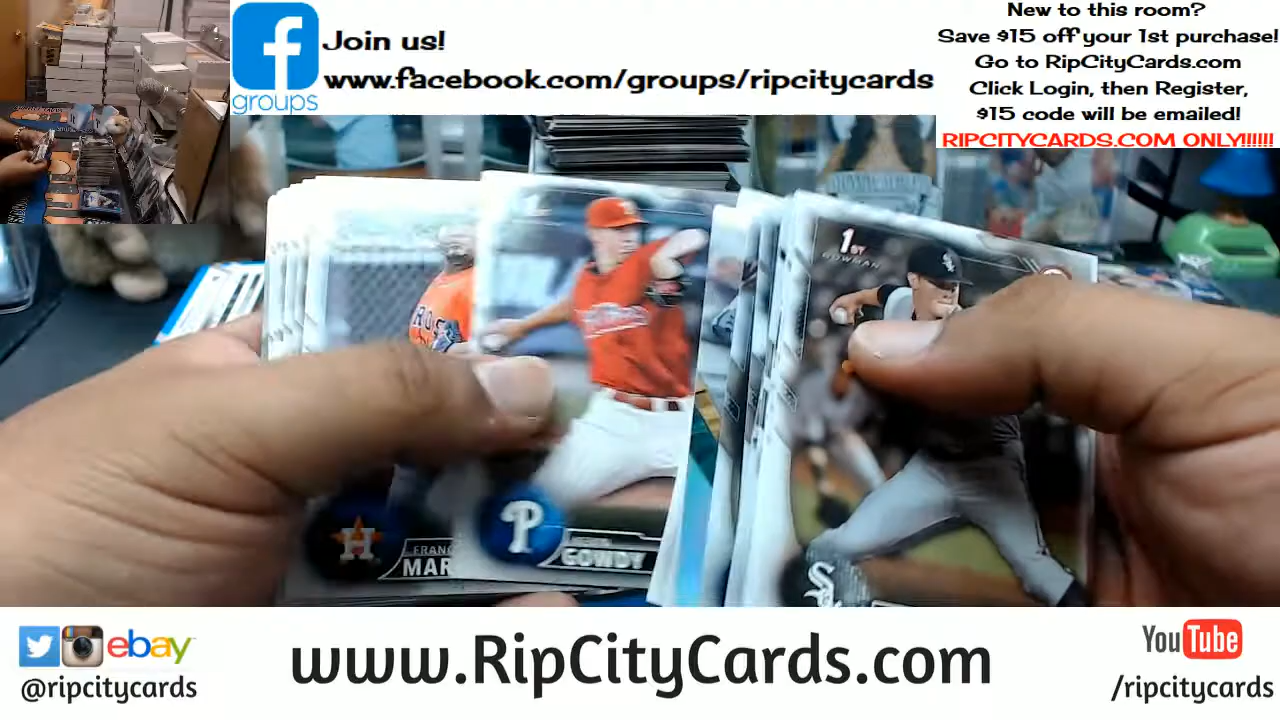 f
groups
Join us!
www.facebook.com/groups/ripcitycards
New to this room?
Save $15 off your 1st purchase!
Go to RipCityCards.com
Click Login, then Register,
$15 code will be emailed!
RIPCITYCARDS.COM ONLY!!!!!!
1ST
BOWMAN
H
FRANC
MAR
P
GOWDY
ebay
@ripcitycards
www.RipCityCards.com
YouTube
/ripcitycards